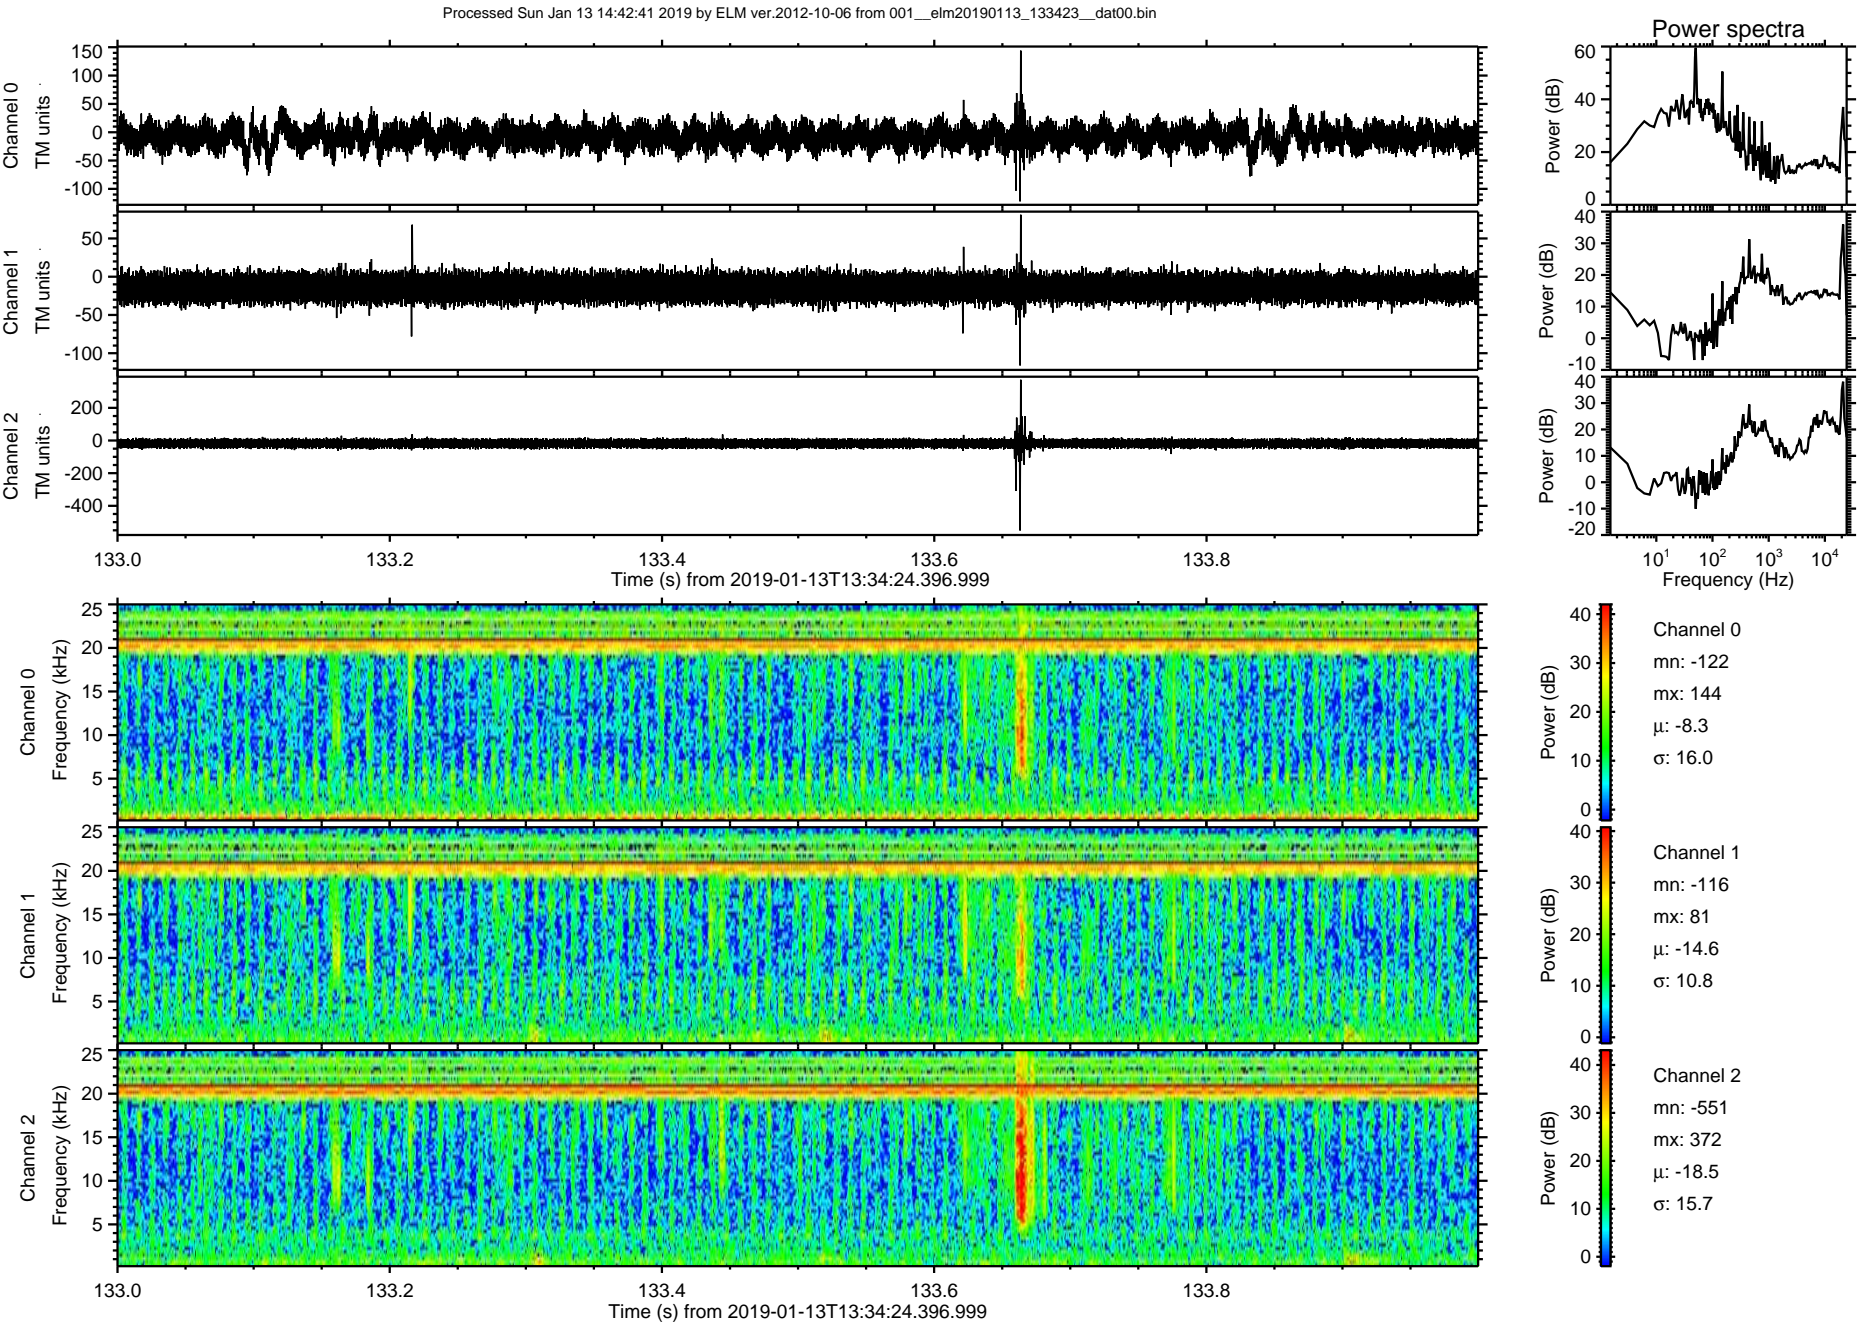 Processed Sun Jan 13 14:42:41 2019 by ELM ver.2012-10-06 from 001__elm20190113_133423__dat00.bin
Power spectra
Channel 0
TM units
150
100
50
0
-50
-100
Power (dB)
60
40
20
0
Channel 1
TM units
50
0
-50
-100
Power (dB)
40
30
20
10
0
-10
Channel 2
TM units
200
0
-200
-400
Power (dB)
40
30
20
10
0
-10
-20
133.0 133.2 133.4 133.6 133.8
Time (s) from 2019-01-13T13:34:24.396.999
10¹ 10² 10³ 10⁴
Frequency (Hz)
Channel 0
Frequency (kHz)
25
20
15
10
5
Power (dB)
40
30
20
10
0
Channel 0
mn: -122
mx: 144
μ: -8.3
σ: 16.0
Channel 1
Frequency (kHz)
25
20
15
10
5
Power (dB)
40
30
20
10
0
Channel 1
mn: -116
mx: 81
μ: -14.6
σ: 10.8
Channel 2
Frequency (kHz)
25
20
15
10
5
Power (dB)
40
30
20
10
0
Channel 2
mn: -551
mx: 372
μ: -18.5
σ: 15.7
133.0 133.2 133.4 133.6 133.8
Time (s) from 2019-01-13T13:34:24.396.999